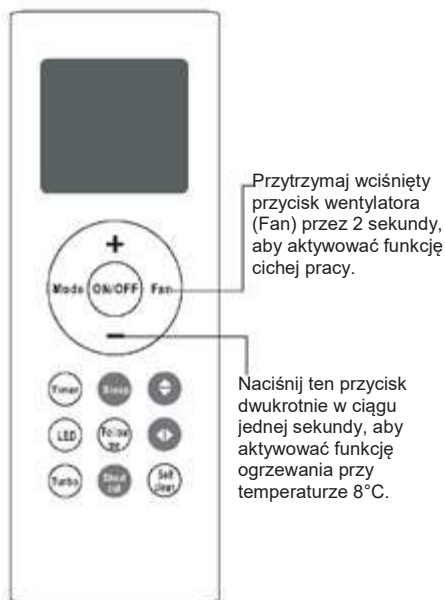 Przytrzymaj wciśnięty
przycisk wentylatora
(Fan) przez 2 sekundy,
aby aktywować funkcję
cichej pracy.
+
Mode ON/OFF Fan
−
Naciśnij ten przycisk
dwukrotnie w ciągu
jednej sekundy, aby
aktywować funkcję
ogrzewania przy
temperaturze 8°C.
Timer Sleep
LED Follow
me
Turbo Short
cut Self
clean